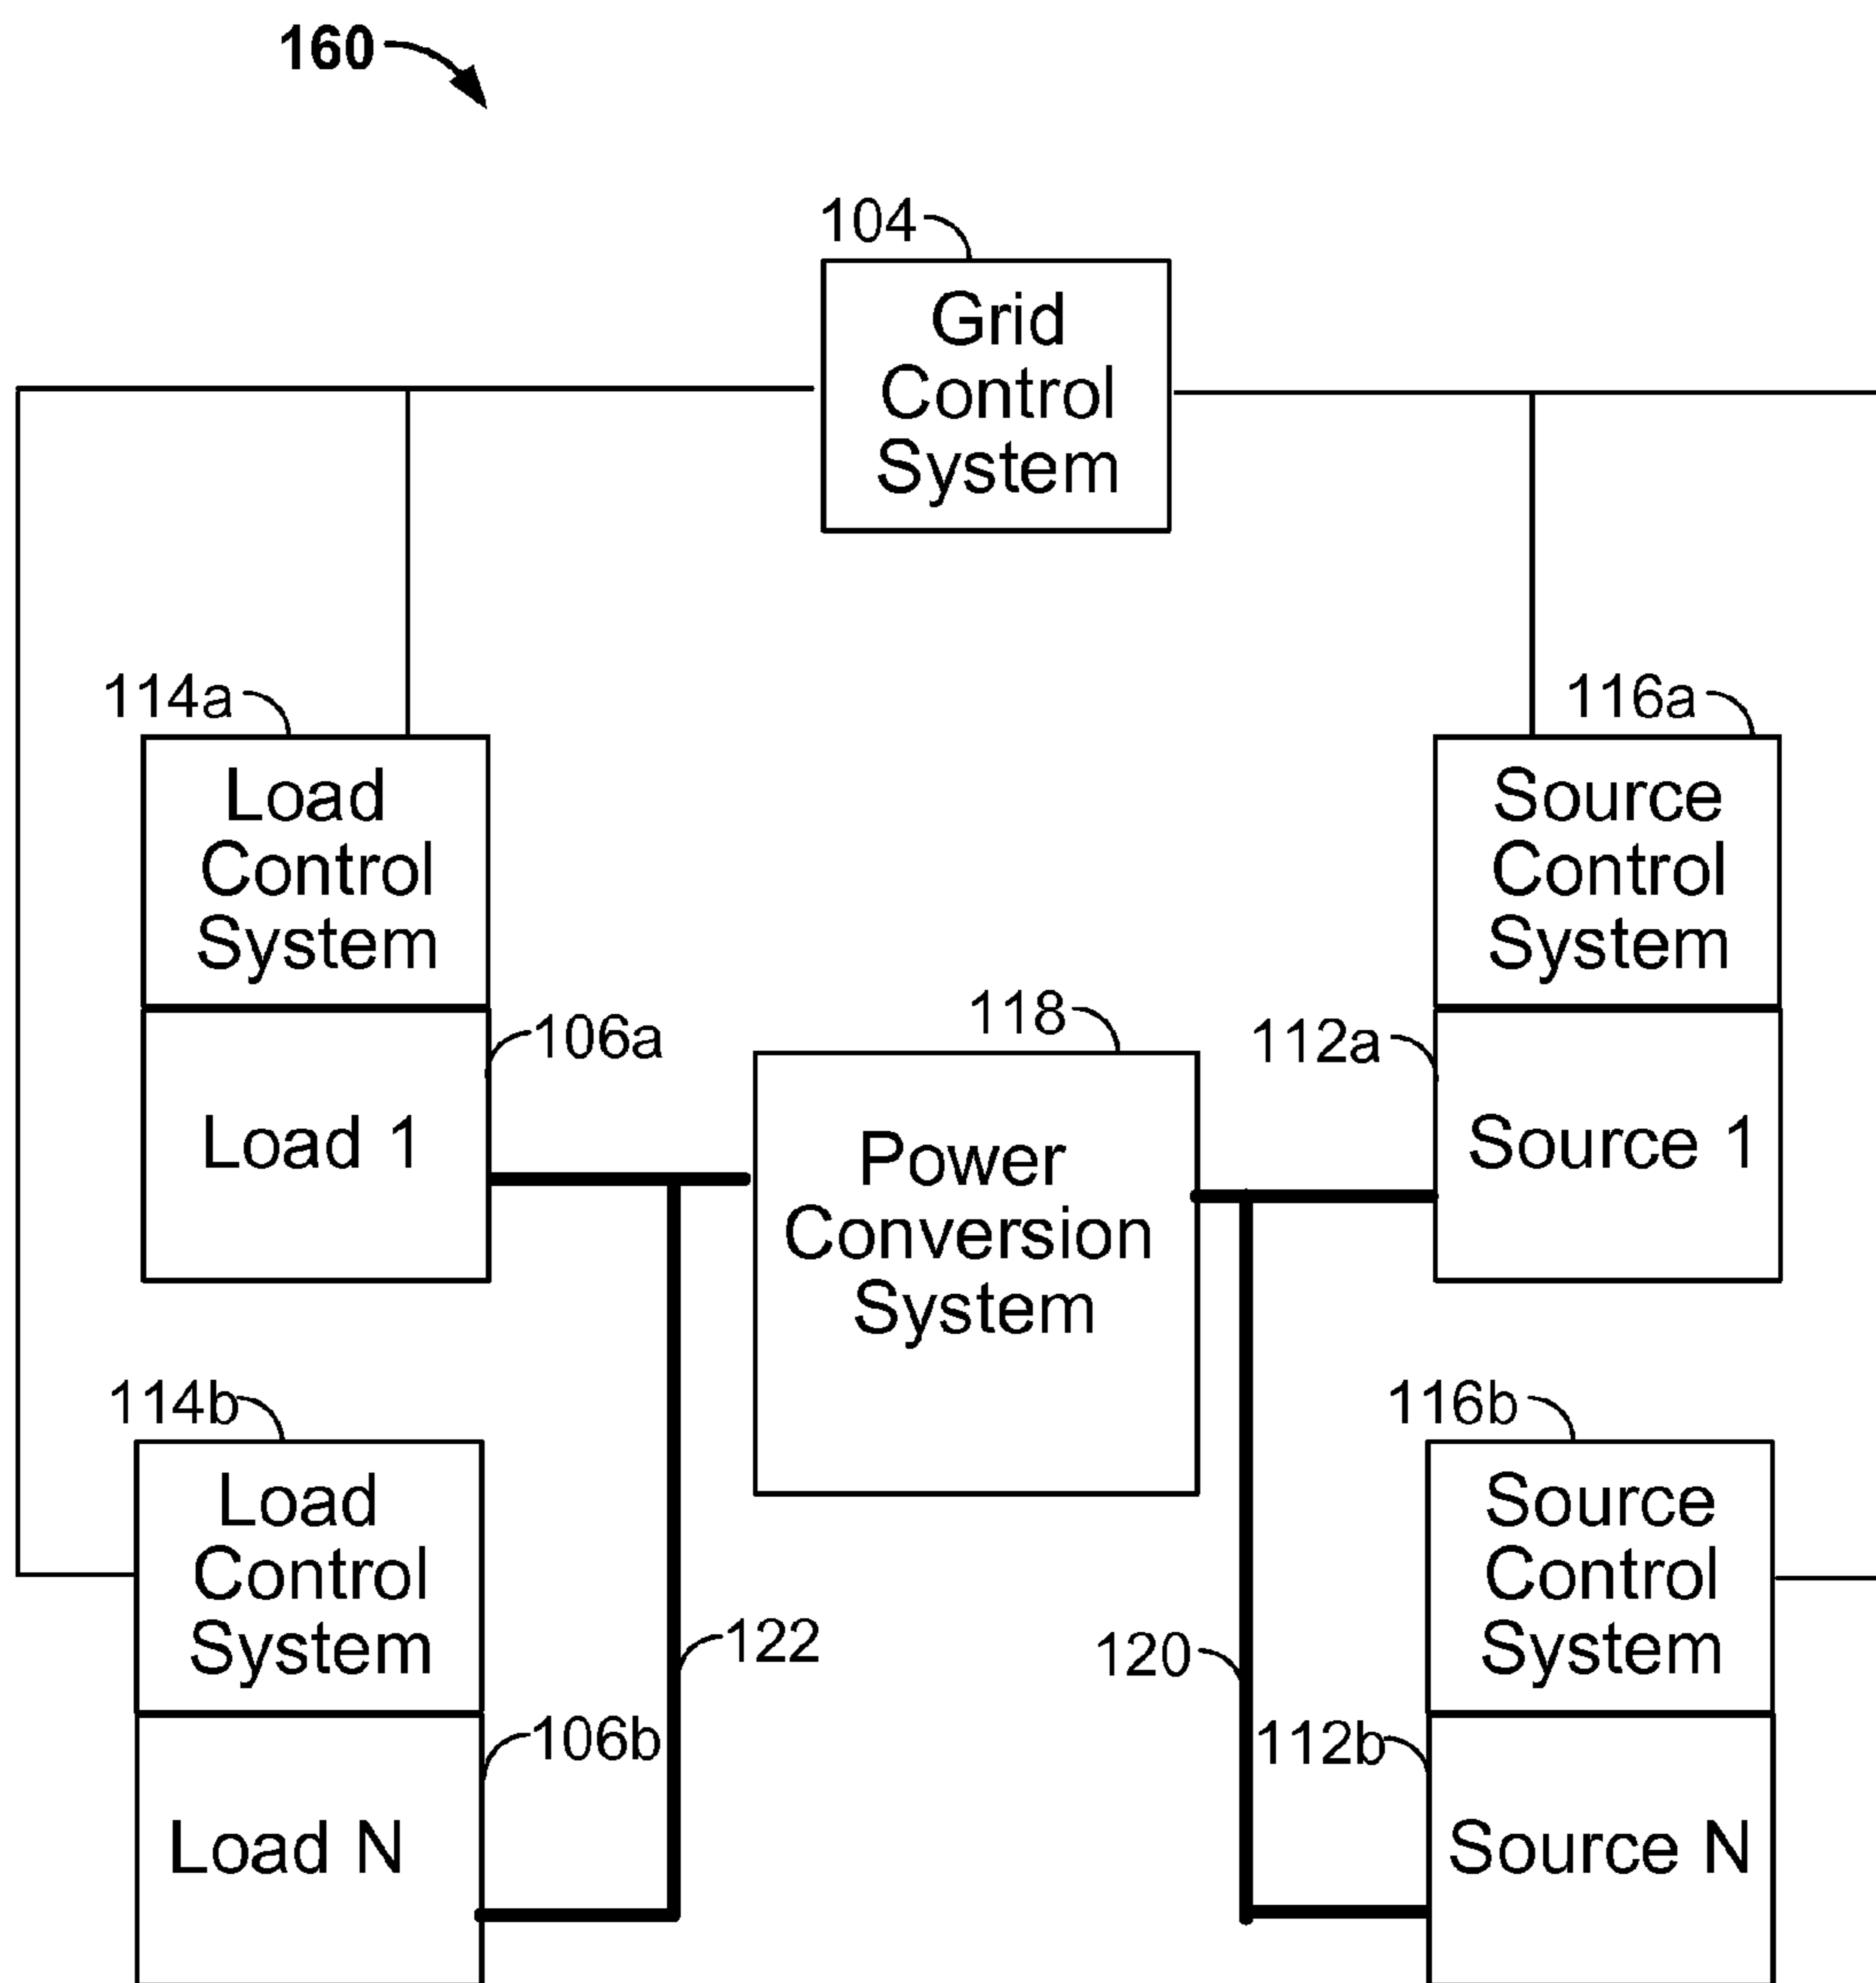 160
104
Grid
Control
System
114a
Load
Control
System
116a
Source
Control
System
106a
Load 1
118
Power
Conversion
System
112a
Source 1
114b
Load
Control
System
116b
Source
Control
System
122
120
106b
Load N
112b
Source N